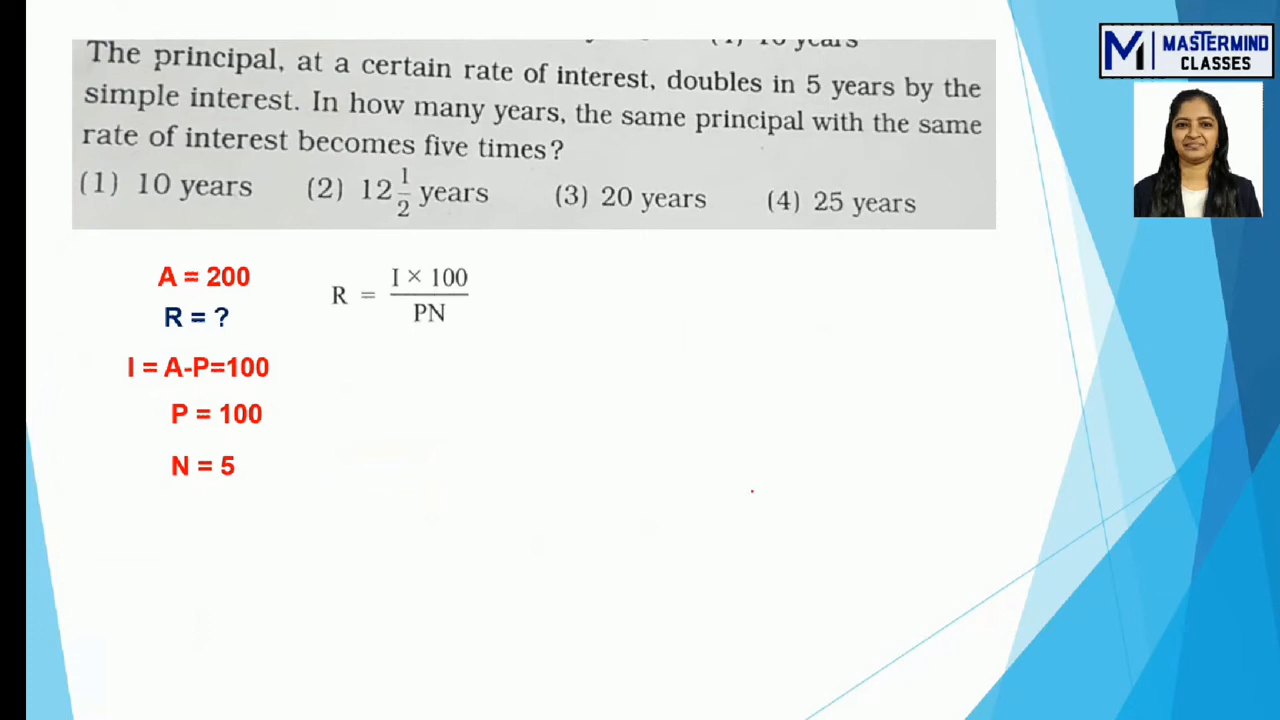 The principal, at a certain rate of interest, doubles in 5 years by the
simple interest. In how many years, the same principal with the same
rate of interest becomes five times?
(1) 10 years (2) 12 1/2 years (3) 20 years (4) 25 years
A = 200
R = ?
I = A-P=100
P = 100
N = 5
R = I × 100 / PN
MASTERMIND
CLASSES